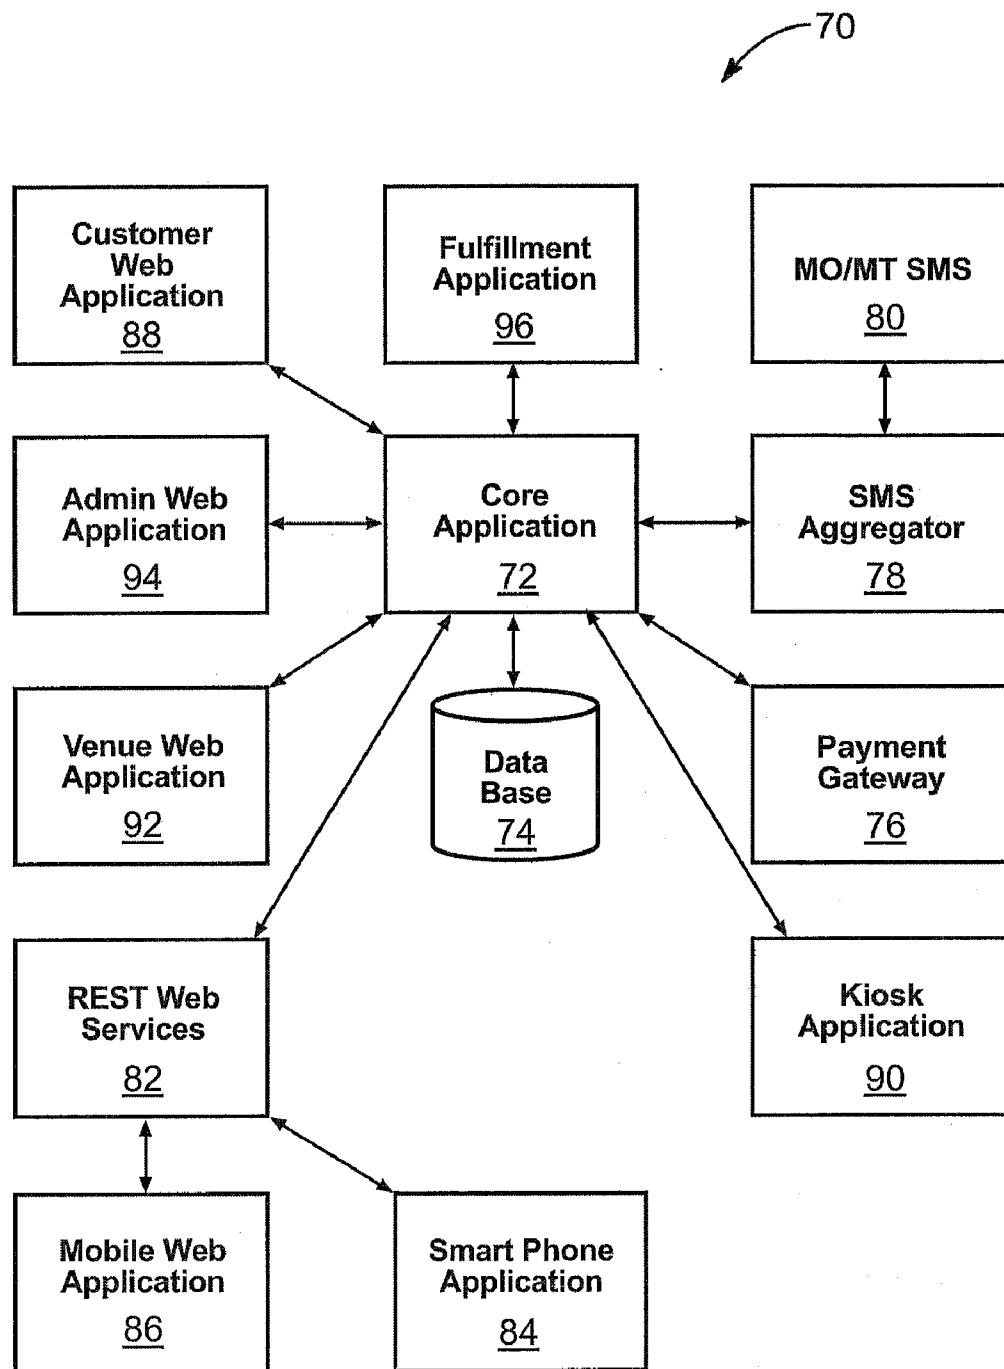 70
Customer
Web
Application
88
Fulfillment
Application
96
MO/MT SMS
80
Admin Web
Application
94
Core
Application
72
SMS
Aggregator
78
Venue Web
Application
92
Data
Base
74
Payment
Gateway
76
REST Web
Services
82
Kiosk
Application
90
Mobile Web
Application
86
Smart Phone
Application
84